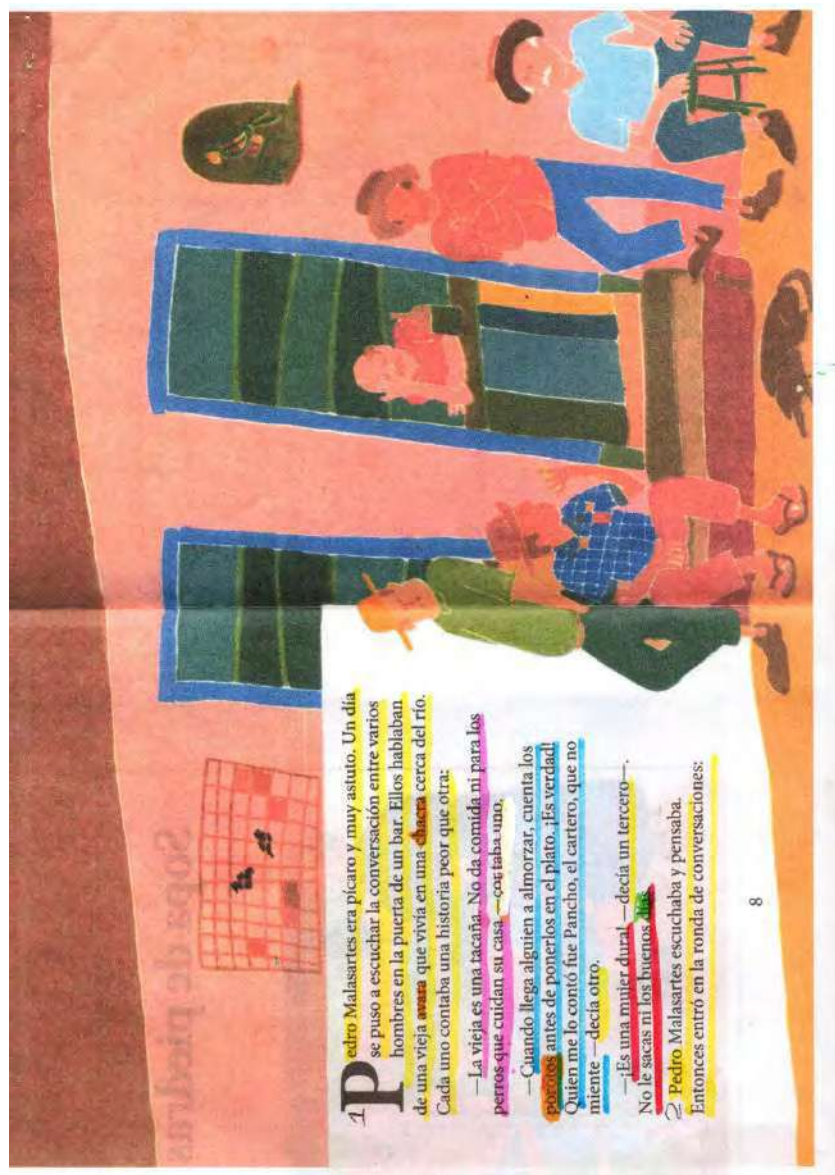 1 Pedro Malasartes era pícaro y muy astuto. Un día
se puso a escuchar la conversación entre varios
hombres en la puerta de un bar. Ellos hablaban
de una vieja avara que vivía en una chacra cerca del río.
Cada uno contaba una historia peor que otra:
—La vieja es una tacaña. No da comida ni para los
perros que cuidan su casa —contaba uno.
—Cuando llega alguien a almorzar, cuenta los
porotos antes de ponerlos en el plato. ¡Es verdad!
Quien me lo contó fue Pancho, el cartero, que no
miente —decía otro.
—¡Es una mujer dura! —decía un tercero—.
No le sacas ni los buenos días.
2 Pedro Malasartes escuchaba y pensaba.
Entonces entró en la ronda de conversaciones:
8
Sopa de piedras